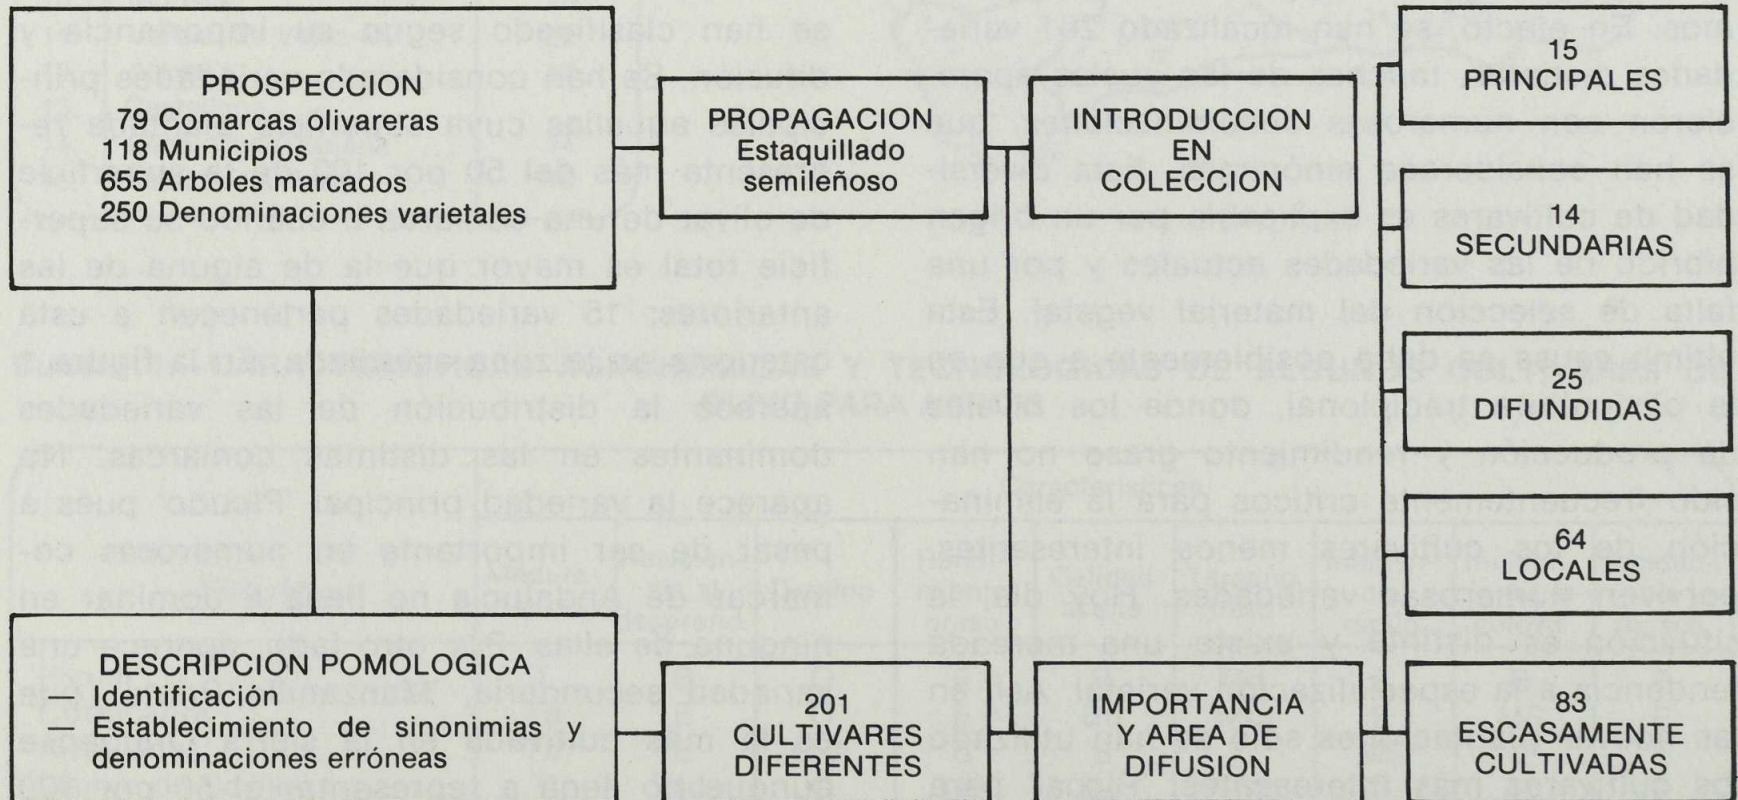 PROSPECCION
79 Comarcas olivareras
118 Municipios
655 Arboles marcados
250 Denominaciones varietales
PROPAGACION
Estaquillado
semileñoso
INTRODUCCION
EN
COLECCION
15
PRINCIPALES
14
SECUNDARIAS
25
DIFUNDIDAS
64
LOCALES
DESCRIPCION POMOLOGICA
Identificación
Establecimiento de sinonimias y
denominaciones erróneas
201
CULTIVARES
DIFERENTES
IMPORTANCIA
Y AREA DE
DIFUSION
83
ESCASAMENTE
CULTIVADAS